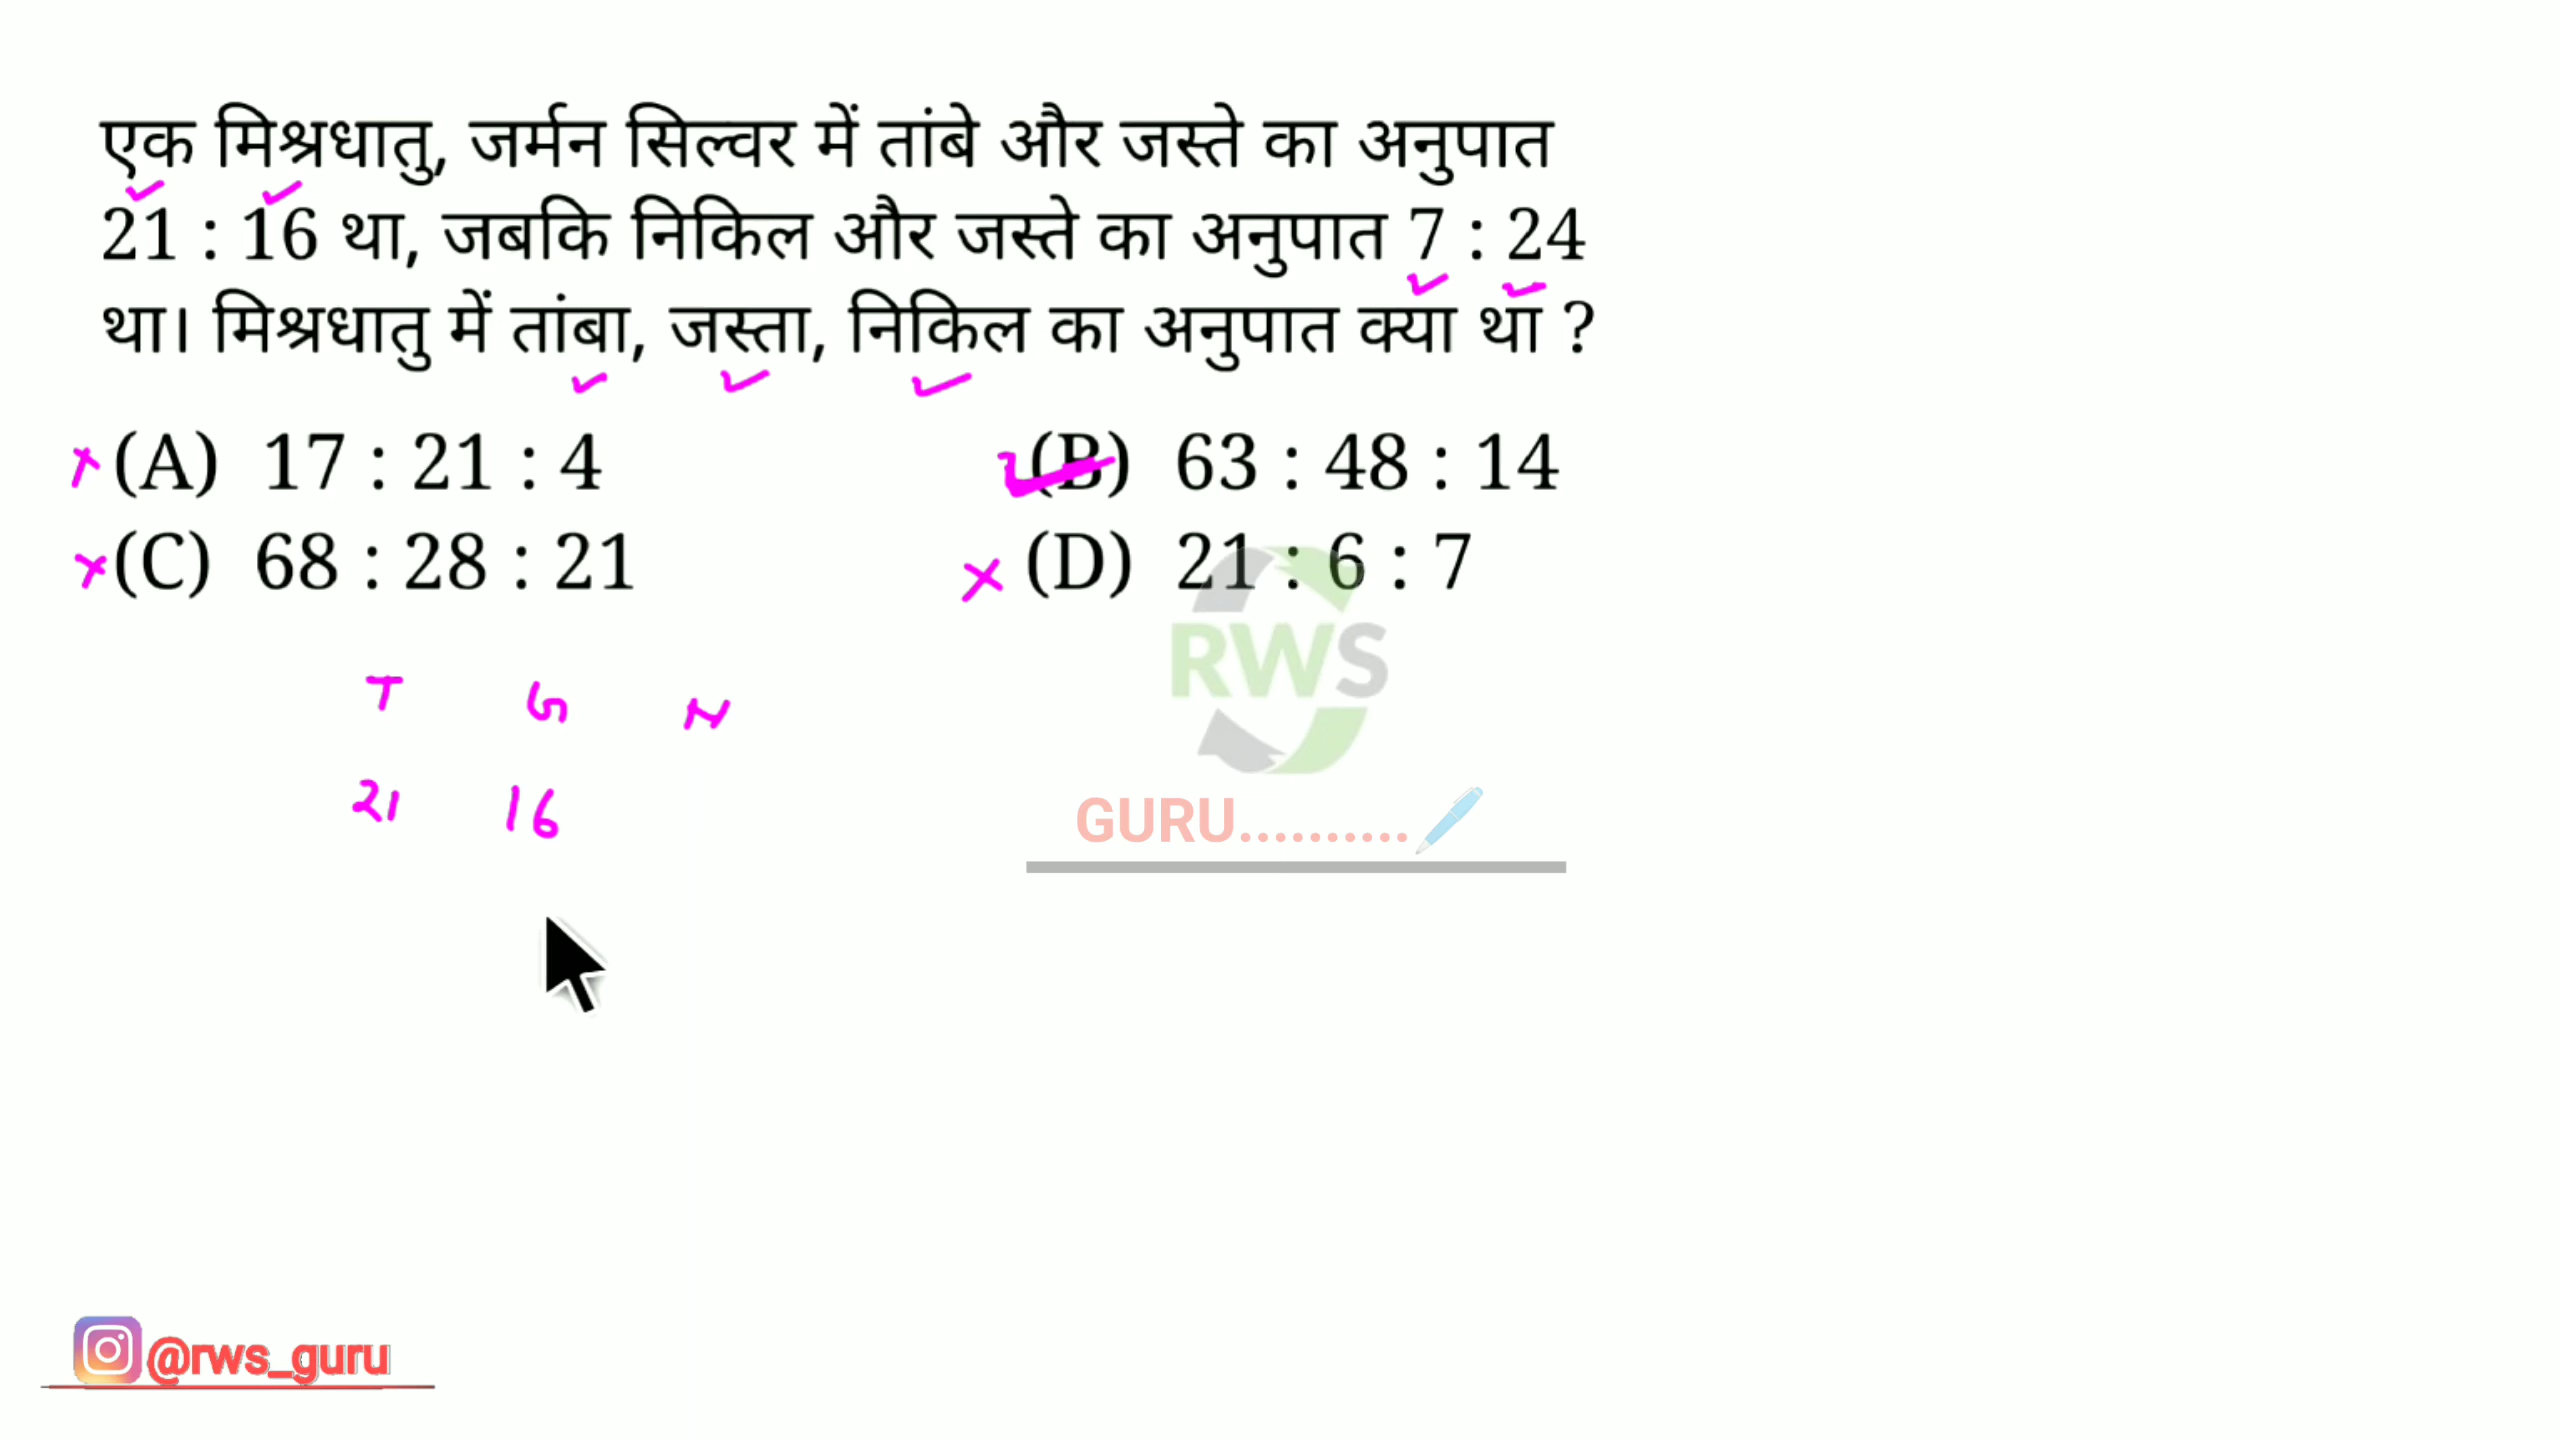 एक मिश्रधातु, जर्मन सिल्वर में तांबे और जस्ते का अनुपात
21 : 16 था, जबकि निकिल और जस्ते का अनुपात 7 : 24
था। मिश्रधातु में तांबा, जस्ता, निकिल का अनुपात क्या था ?
(A) 17 : 21 : 4 (B) 63 : 48 : 14
(C) 68 : 28 : 21 (D) 21 : 6 : 7
RWS
T N
21 16
GURU..........
@rws_guru